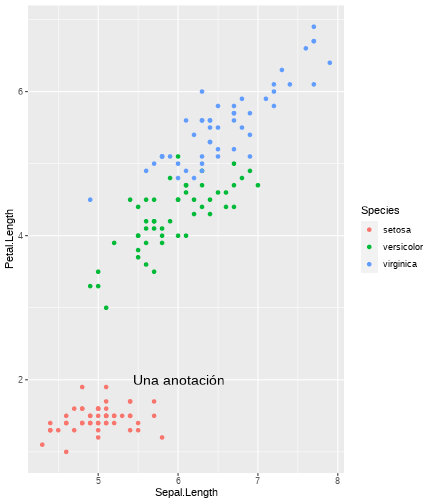 Petal.Length
6
4
2
Una anotación
5
6
7
8
Sepal.Length
Species
setosa
versicolor
virginica